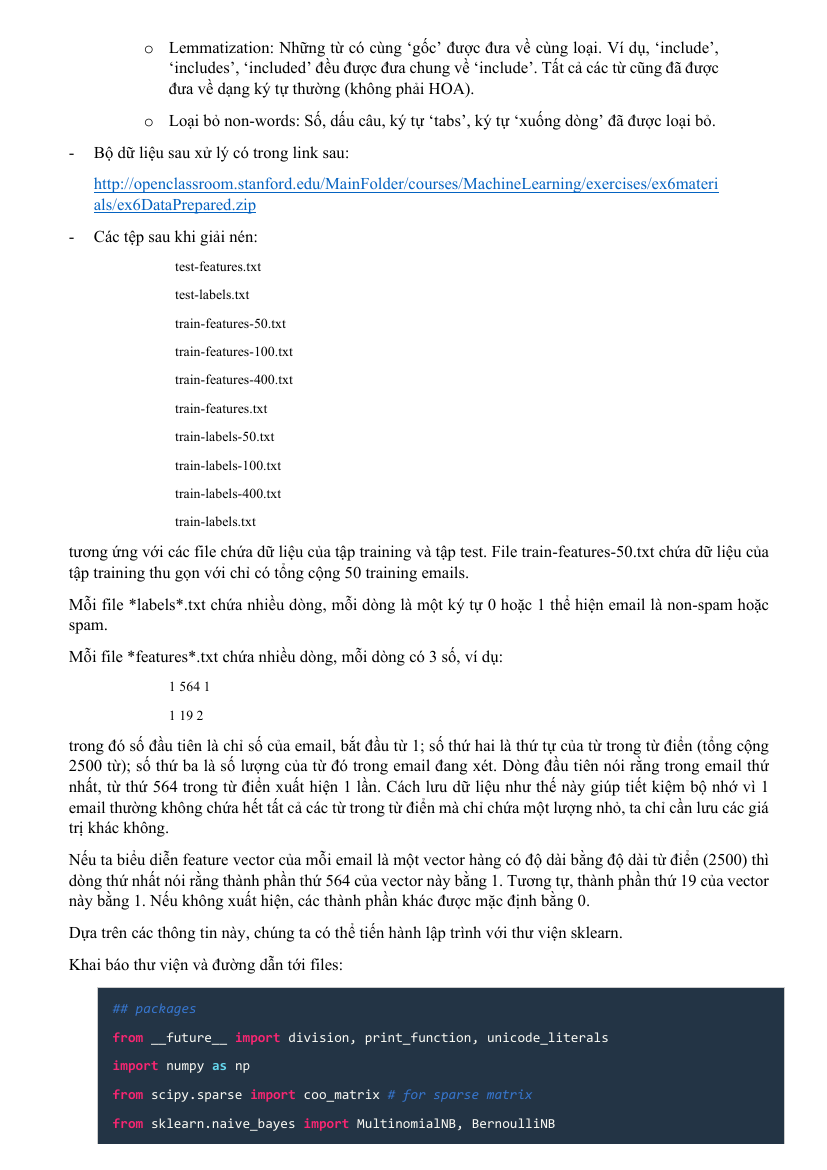 o Lemmatization: Những từ có cùng ‘gốc’ được đưa về cùng loại. Ví dụ, ‘include’,
‘includes’, ‘included’ đều được đưa chung về ‘include’. Tất cả các từ cũng đã được
đưa về dạng ký tự thường (không phải HOA).
o Loại bỏ non-words: Số, dấu câu, ký tự ‘tabs’, ký tự ‘xuống dòng’ đã được loại bỏ.
- Bộ dữ liệu sau xử lý có trong link sau:
http://openclassroom.stanford.edu/MainFolder/courses/MachineLearning/exercises/ex6materi
als/ex6DataPrepared.zip
- Các tệp sau khi giải nén:
test-features.txt
test-labels.txt
train-features-50.txt
train-features-100.txt
train-features-400.txt
train-features.txt
train-labels-50.txt
train-labels-100.txt
train-labels-400.txt
train-labels.txt
tương ứng với các file chứa dữ liệu của tập training và tập test. File train-features-50.txt chứa dữ liệu của
tập training thu gọn với chỉ có tổng cộng 50 training emails.
Mỗi file *labels*.txt chứa nhiều dòng, mỗi dòng là một ký tự 0 hoặc 1 thể hiện email là non-spam hoặc
spam.
Mỗi file *features*.txt chứa nhiều dòng, mỗi dòng có 3 số, ví dụ:
1 564 1
1 19 2
trong đó số đầu tiên là chỉ số của email, bắt đầu từ 1; số thứ hai là thứ tự của từ trong từ điển (tổng cộng
2500 từ); số thứ ba là số lượng của từ đó trong email đang xét. Dòng đầu tiên nói rằng trong email thứ
nhất, từ thứ 564 trong từ điển xuất hiện 1 lần. Cách lưu dữ liệu như thế này giúp tiết kiệm bộ nhớ vì 1
email thường không chứa hết tất cả các từ trong từ điển mà chỉ chứa một lượng nhỏ, ta chỉ cần lưu các giá
trị khác không.
Nếu ta biểu diễn feature vector của mỗi email là một vector hàng có độ dài bằng độ dài từ điển (2500) thì
dòng thứ nhất nói rằng thành phần thứ 564 của vector này bằng 1. Tương tự, thành phần thứ 19 của vector
này bằng 1. Nếu không xuất hiện, các thành phần khác được mặc định bằng 0.
Dựa trên các thông tin này, chúng ta có thể tiến hành lập trình với thư viện sklearn.
Khai báo thư viện và đường dẫn tới files:
## packages
from __future__ import division, print_function, unicode_literals
import numpy as np
from scipy.sparse import coo_matrix # for sparse matrix
from sklearn.naive_bayes import MultinomialNB, BernoulliNB